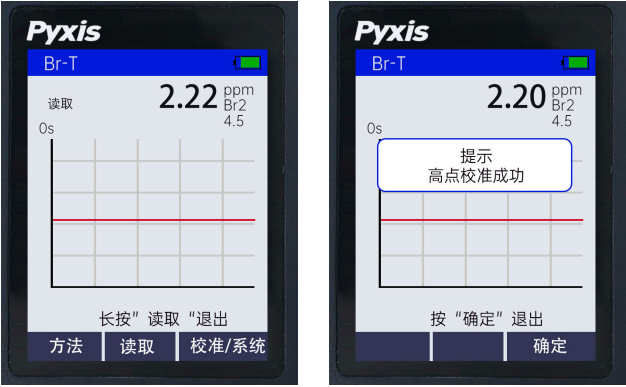 Pyxis
Br-T
读取
2.22 ppm
Br2
4.5
0s
长按”读取“退出
方法 读取 校准/系统
Pyxis
Br-T
2.20 ppm
Br2
4.5
0s
提示
高点校准成功
按“确定”退出
确定